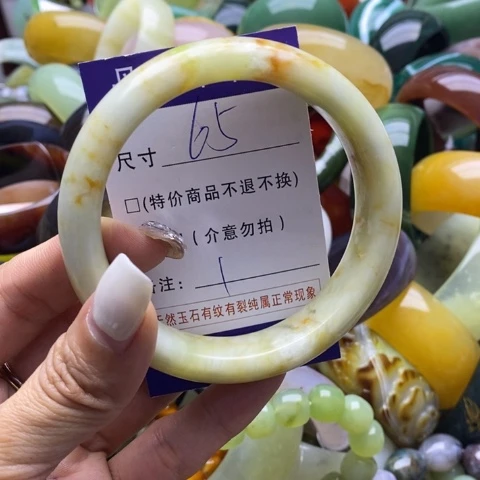 尺寸 65
□(特价商品不退不换)
(介意勿拍)
备注:
天然玉石有纹有裂纯属正常现象